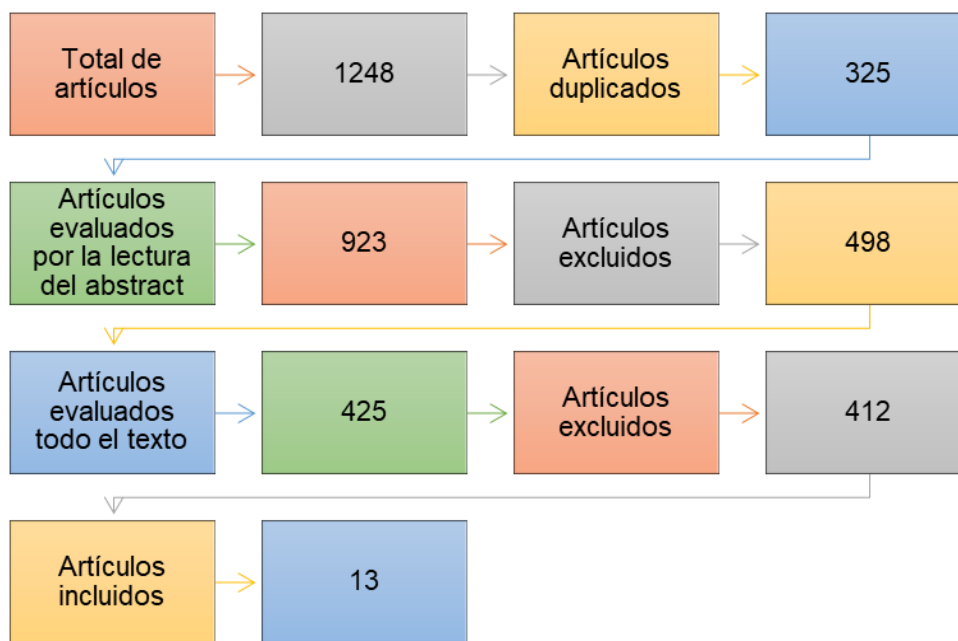 Total de
artículos
1248
Artículos
duplicados
325
Artículos
evaluados
por la lectura
del abstract
923
Artículos
excluidos
498
Artículos
evaluados
todo el texto
425
Artículos
excluidos
412
Artículos
incluidos
13